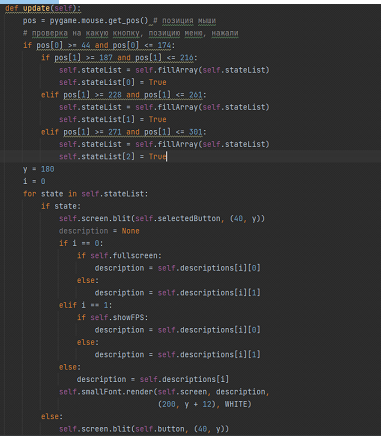 def update(self):
    pos = pygame.mouse.get_pos() # позиция мыши
    # проверка на какую кнопку, позицию меню, нажали
    if pos[0] >= 44 and pos[0] <= 174:
        if pos[1] >= 187 and pos[1] <= 216:
            self.stateList = self.fillArray(self.stateList)
            self.stateList[0] = True
        elif pos[1] >= 228 and pos[1] <= 261:
            self.stateList = self.fillArray(self.stateList)
            self.stateList[1] = True
        elif pos[1] >= 271 and pos[1] <= 301:
            self.stateList = self.fillArray(self.stateList)
            self.stateList[2] = True
    y = 180
    i = 0
    for state in self.stateList:
        if state:
            self.screen.blit(self.selectedButton, (40, y))
            description = None
            if i == 0:
                if self.fullscreen:
                    description = self.descriptions[i][0]
                else:
                    description = self.descriptions[i][1]
            elif i == 1:
                if self.showFPS:
                    description = self.descriptions[i][0]
                else:
                    description = self.descriptions[i][1]
            else:
                description = self.descriptions[i]
            self.smallFont.render(self.screen, description,
                                  (200, y + 12), WHITE)
        else:
            self.screen.blit(self.button, (40, y))